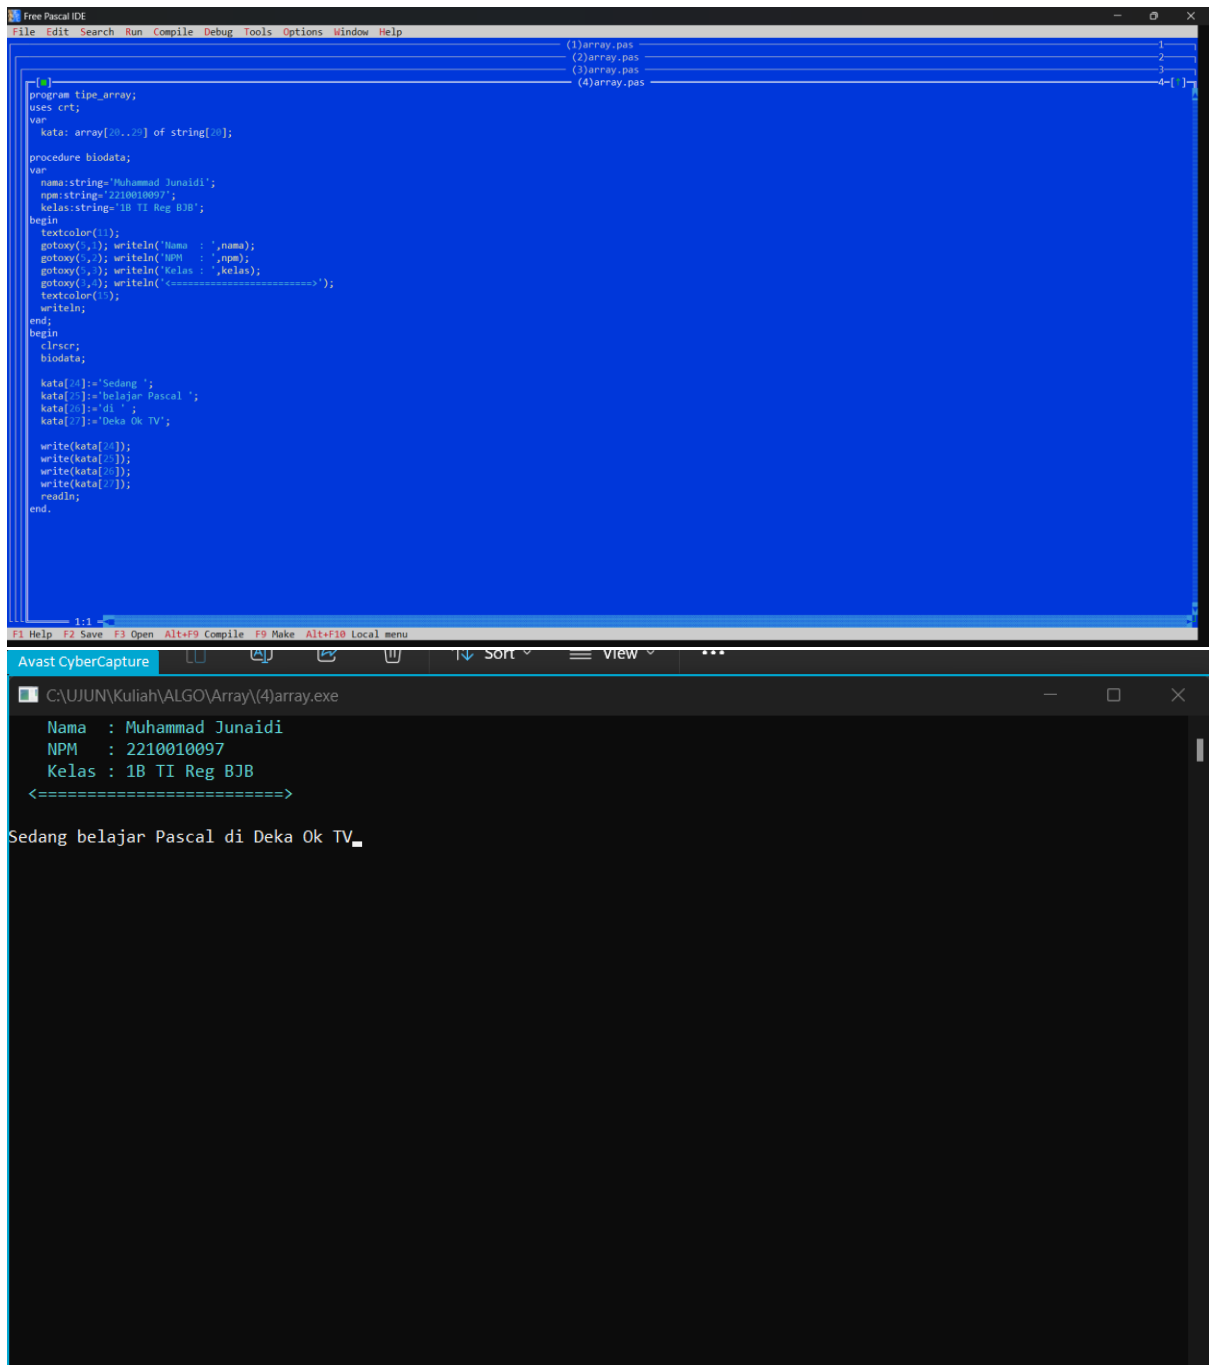 Free Pascal IDE
File Edit Search Run Compile Debug Tools Options Window Help
(1)array.pas 1
(2)array.pas 2
(3)array.pas 3
[■] (4)array.pas 4=[↑]
program tipe_array;
uses crt;
var
  kata: array[20..29] of string[20];
procedure biodata;
var
  nama:string='Muhammad Junaidi';
  npm:string='2210010097';
  kelas:string='1B TI Reg BJB';
begin
  textcolor(11);
  gotoxy(5,1); writeln('Nama  : ',nama);
  gotoxy(5,2); writeln('NPM   : ',npm);
  gotoxy(5,3); writeln('Kelas : ',kelas);
  gotoxy(3,4); writeln('<=========================>');
  textcolor(15);
  writeln;
end;
begin
  clrscr;
  biodata;
  kata[24]:='Sedang ';
  kata[25]:='belajar Pascal ';
  kata[26]:='di ' ;
  kata[27]:='Deka Ok TV';
  write(kata[24]);
  write(kata[25]);
  write(kata[26]);
  write(kata[27]);
  readln;
end.
1:1
F1 Help F2 Save F3 Open Alt+F9 Compile F9 Make Alt+F10 Local menu
Avast CyberCapture Sort View
C:\UJUN\Kuliah\ALGO\Array\(4)array.exe
Nama  : Muhammad Junaidi
NPM   : 2210010097
Kelas : 1B TI Reg BJB
<=========================>
Sedang belajar Pascal di Deka Ok TV